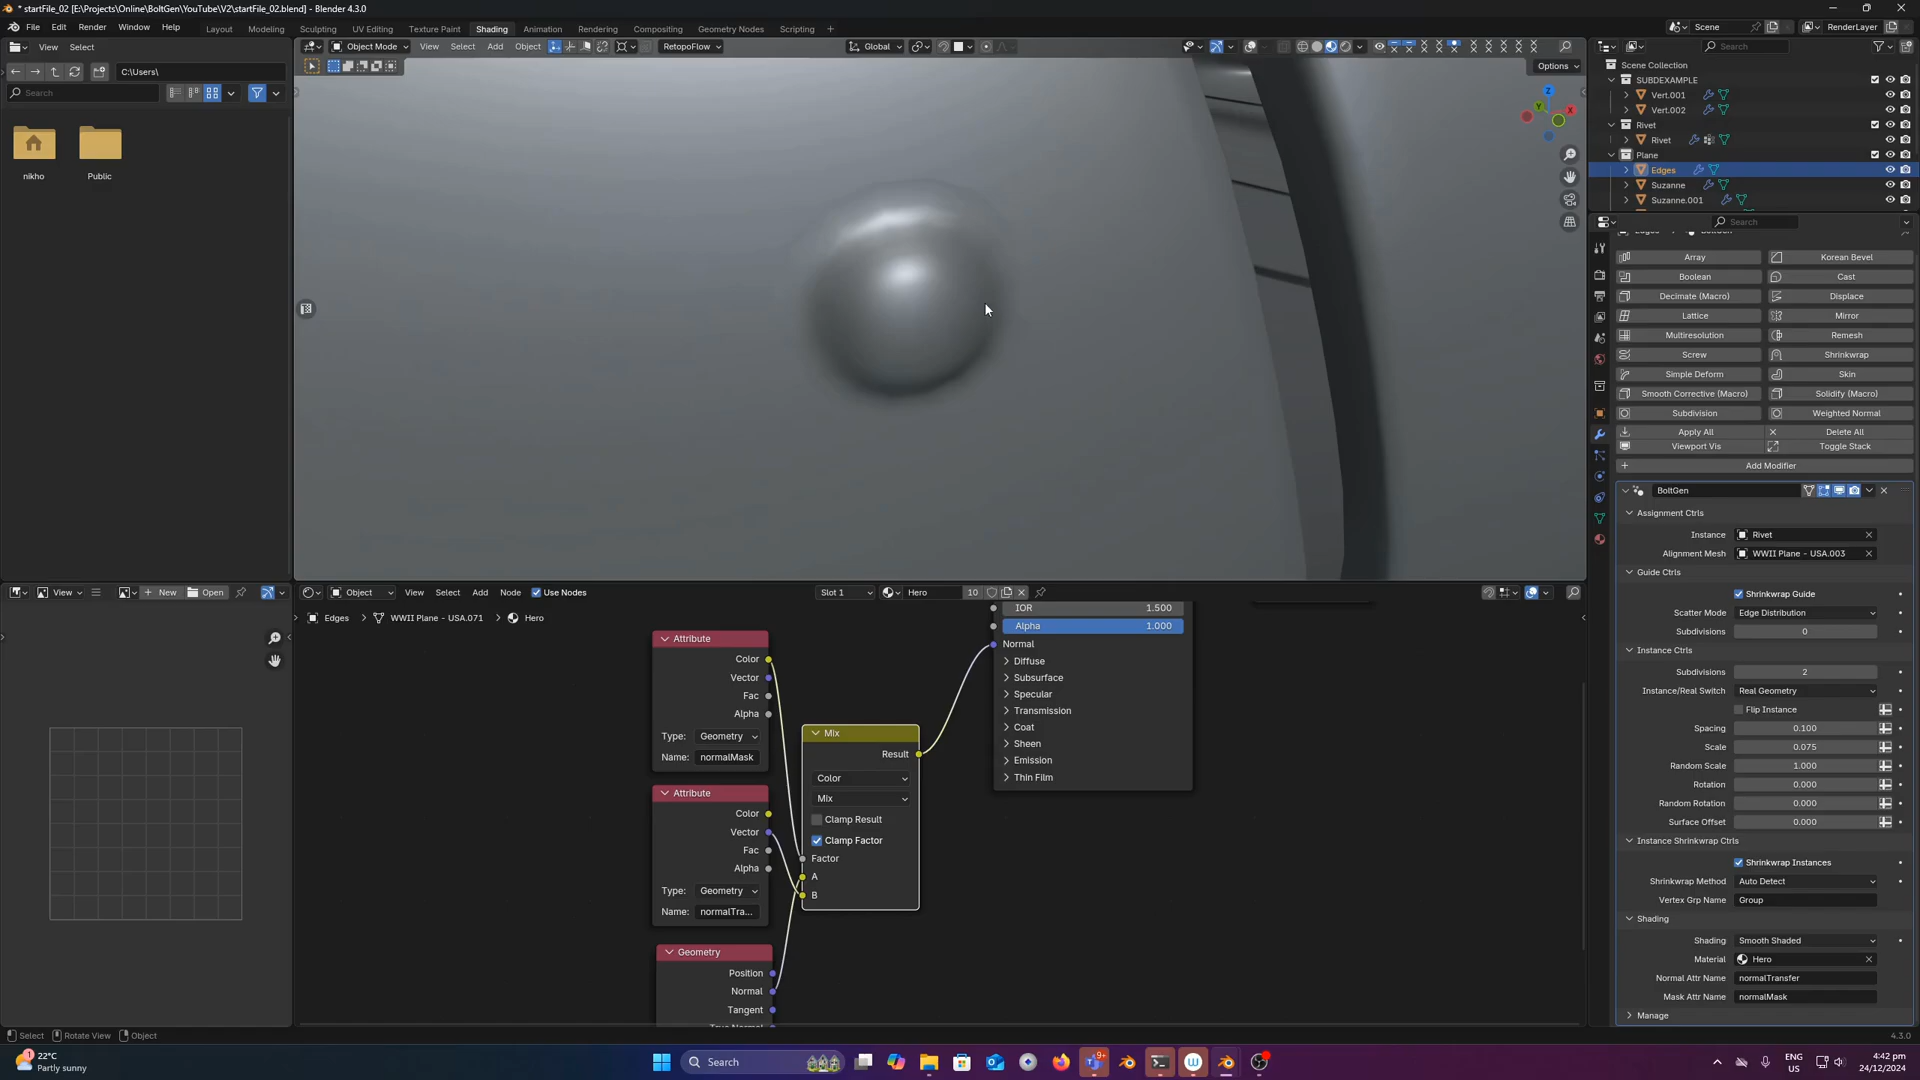 * startFile_02 [E:\Projects\Online\BoltGen\YouTube\V2\startFile_02.blend] - Blender 4.3.0
File Edit Render Window Help Layout Modeling Sculpting UV Editing Texture Paint Shading Animation Rendering Compositing Geometry Nodes Scripting + Scene RenderLayer
View Select Object Mode View Select Add Object Global RetopoFlow Search
C:\Users\ Options Scene Collection
Search SUBDEXAMPLE
Vert.001
Vert.002
Rivet
Rivet
Plane
nikho Public Edges
Suzanne
Suzanne.001
Search
Array Korean Bevel
Boolean Cast
Decimate (Macro) Displace
Lattice Mirror
Multiresolution Remesh
Screw Shrinkwrap
Simple Deform Skin
Smooth Corrective (Macro) Solidify (Macro)
Subdivision Weighted Normal
Apply All Delete All
Viewport Vis Toggle Stack
Add Modifier
BoltGen
Assignment Ctrls
Instance Rivet
Alignment Mesh WWII Plane - USA.003
Guide Ctrls
Shrinkwrap Guide
Scatter Mode Edge Distribution
Subdivisions 0
Instance Ctrls
Subdivisions 2
Instance/Real Switch Real Geometry
Flip Instance
Spacing 0.100
Scale 0.075
Random Scale 1.000
Rotation 0.000
Random Rotation 0.000
Surface Offset 0.000
Instance Shrinkwrap Ctrls
Shrinkwrap Instances
Shrinkwrap Method Auto Detect
Vertex Grp Name Group
Shading
Shading Smooth Shaded
Material Hero
Normal Attr Name normalTransfer
Mask Attr Name normalMask
Manage
View New Open Object View Select Add Node Use Nodes Slot 1 Hero 10
Edges WWII Plane - USA.071 Hero
Attribute
Color
Vector
Fac
Alpha
Type: Geometry
Name: normalMask
Attribute
Color
Vector
Fac
Alpha
Type: Geometry
Name: normalTra...
Geometry
Position
Normal
Tangent
Mix
Result
Color
Mix
Clamp Result
Clamp Factor
Factor
A
B
IOR 1.500
Alpha 1.000
Normal
Diffuse
Subsurface
Specular
Transmission
Coat
Sheen
Emission
Thin Film
Select Rotate View Object 4.3.0
1 22°C
Partly sunny
Search
9+
ENG
US
4:42 pm
24/12/2024